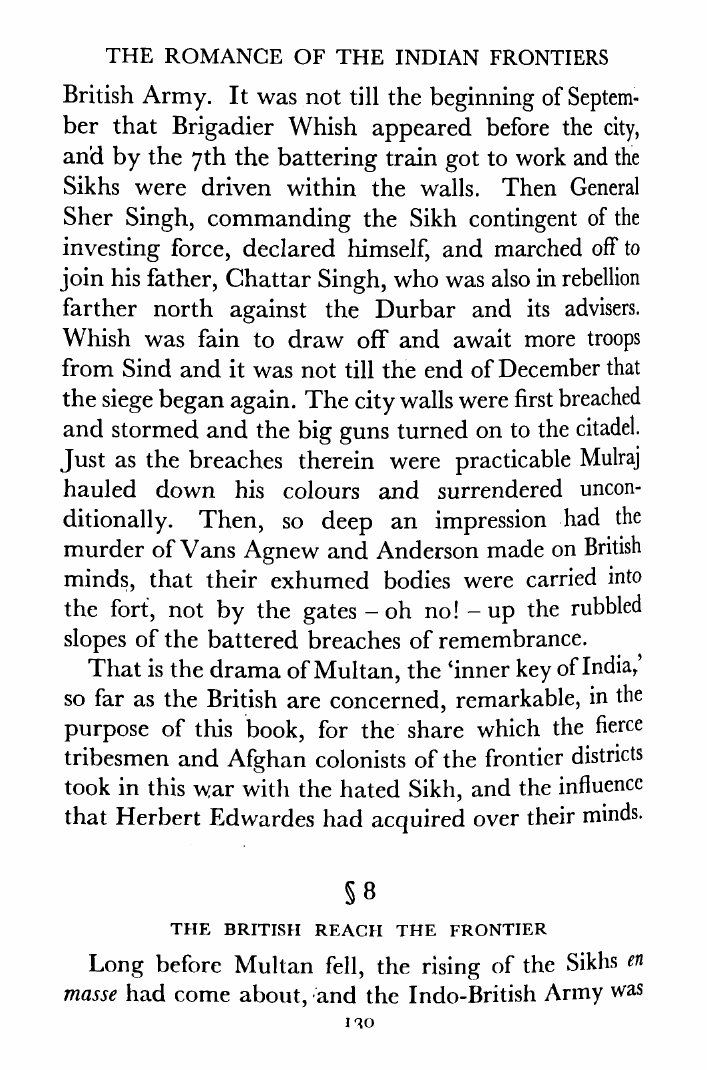 THE ROMANCE OF THE INDIAN FRONTIERS
British Army. It was not till the beginning of Septem-
ber that Brigadier Whish appeared before the city,
and by the 7th the battering train got to work and the
Sikhs were driven within the walls. Then General
Sher Singh, commanding the Sikh contingent of the
investing force, declared himself, and marched off to
join his father, Chattar Singh, who was also in rebellion
farther north against the Durbar and its advisers.
Whish was fain to draw off and await more troops
from Sind and it was not till the end of December that
the siege began again. The city walls were first breached
and stormed and the big guns turned on to the citadel.
Just as the breaches therein were practicable Mulraj
hauled down his colours and surrendered uncon-
ditionally. Then, so deep an impression had the
murder of Vans Agnew and Anderson made on British
minds, that their exhumed bodies were carried into
the fort, not by the gates – oh no! – up the rubbled
slopes of the battered breaches of remembrance.
That is the drama of Multan, the ‘inner key of India,’
so far as the British are concerned, remarkable, in the
purpose of this book, for the share which the fierce
tribesmen and Afghan colonists of the frontier districts
took in this war with the hated Sikh, and the influence
that Herbert Edwardes had acquired over their minds.
§ 8
THE BRITISH REACH THE FRONTIER
Long before Multan fell, the rising of the Sikhs en
masse had come about, and the Indo-British Army was
130